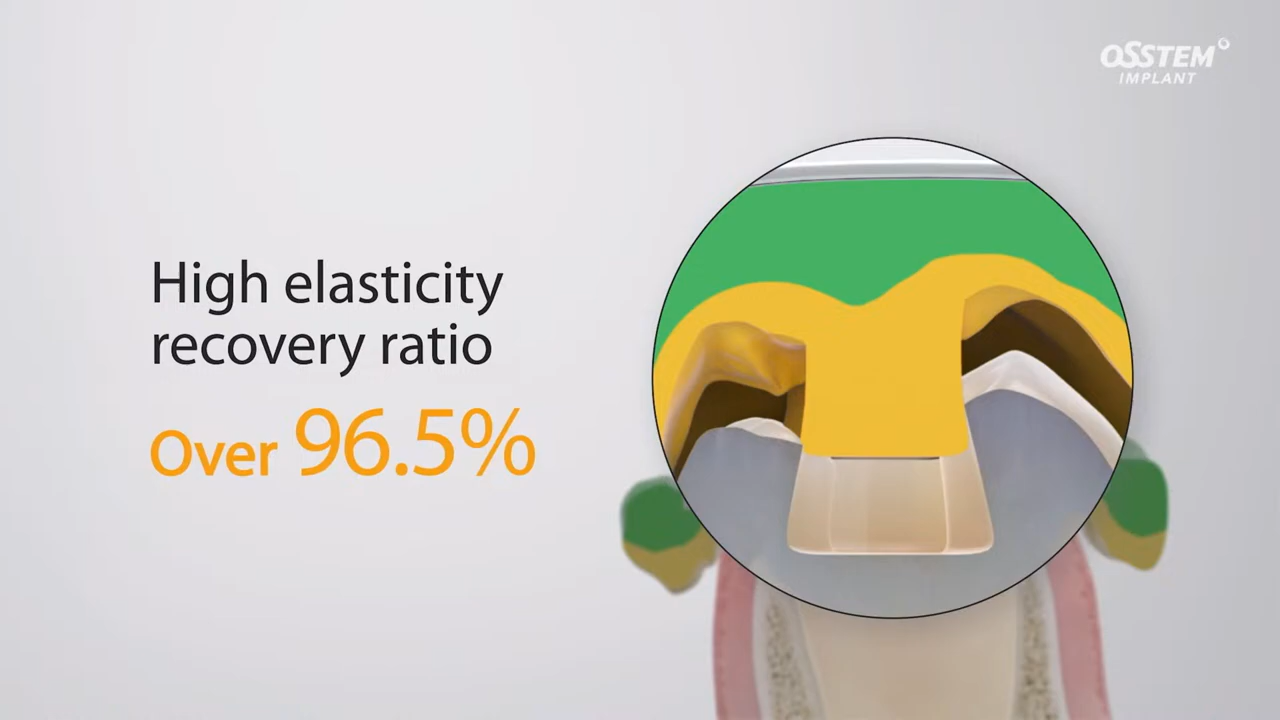 OSSTEM
IMPLANT
High elasticity
recovery ratio
Over 96.5%